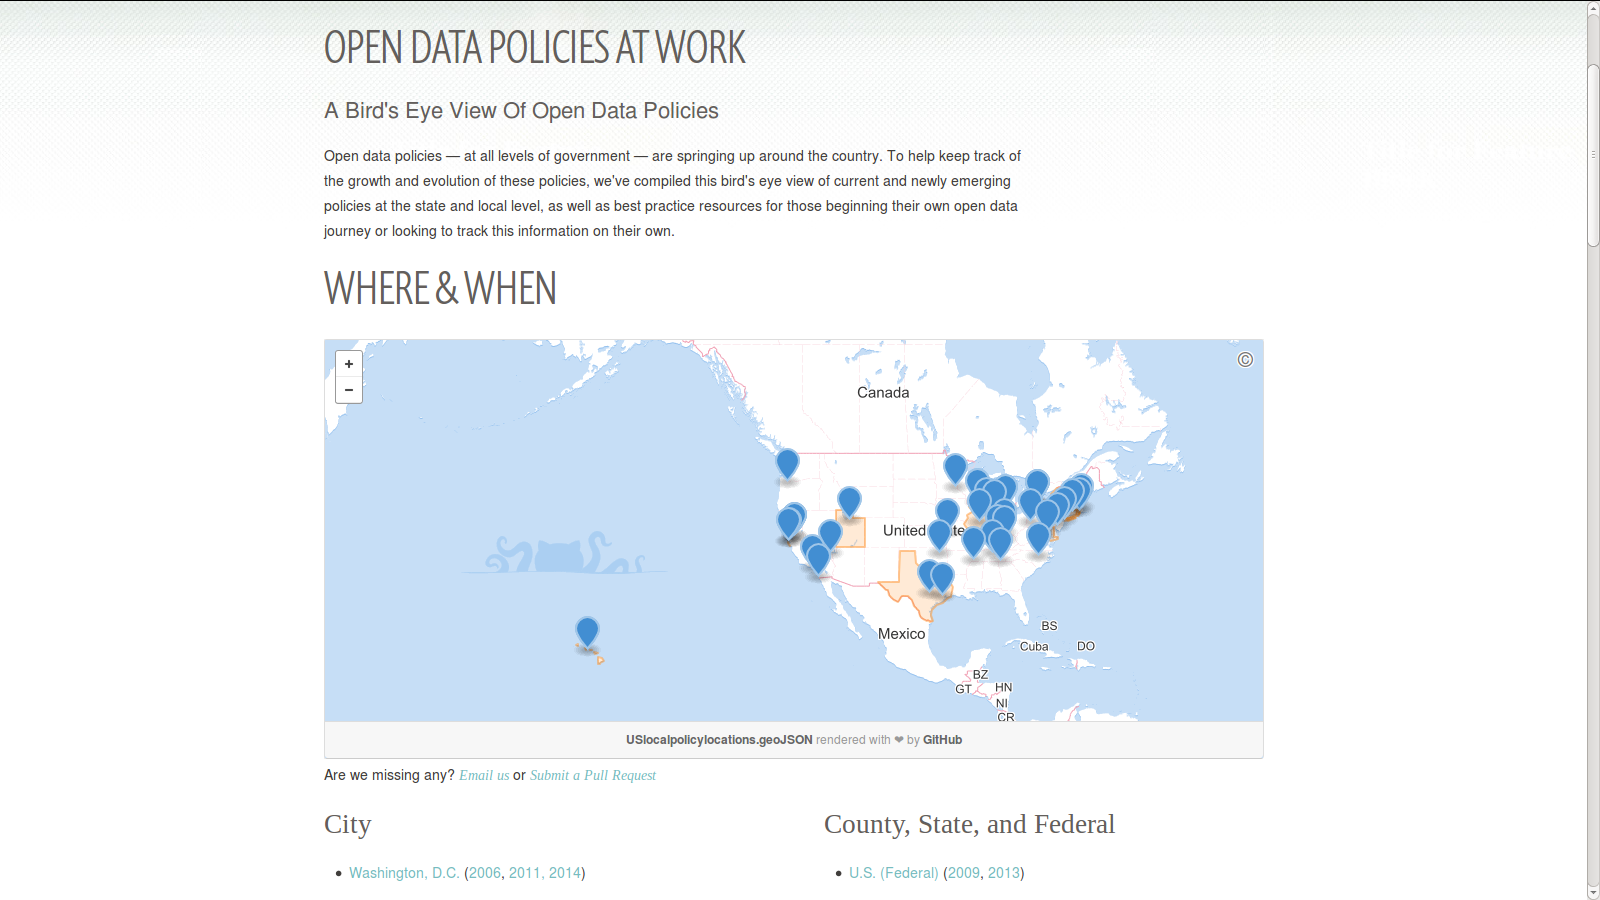 OPEN DATA POLICIES AT WORK
A Bird's Eye View Of Open Data Policies
Open data policies — at all levels of government — are springing up around the country. To help keep track of
the growth and evolution of these policies, we've compiled this bird's eye view of current and newly emerging
policies at the state and local level, as well as best practice resources for those beginning their own open data
journey or looking to track this information on their own.
WHERE & WHEN
+
−
©
Canada
United
te
Mexico
BS
Cuba
DO
BZ
GT
HN
NI
CR
USlocalpolicylocations.geoJSON rendered with ❤ by GitHub
Are we missing any? Email us or Submit a Pull Request
City
• Washington, D.C. (2006, 2011, 2014)
County, State, and Federal
• U.S. (Federal) (2009, 2013)